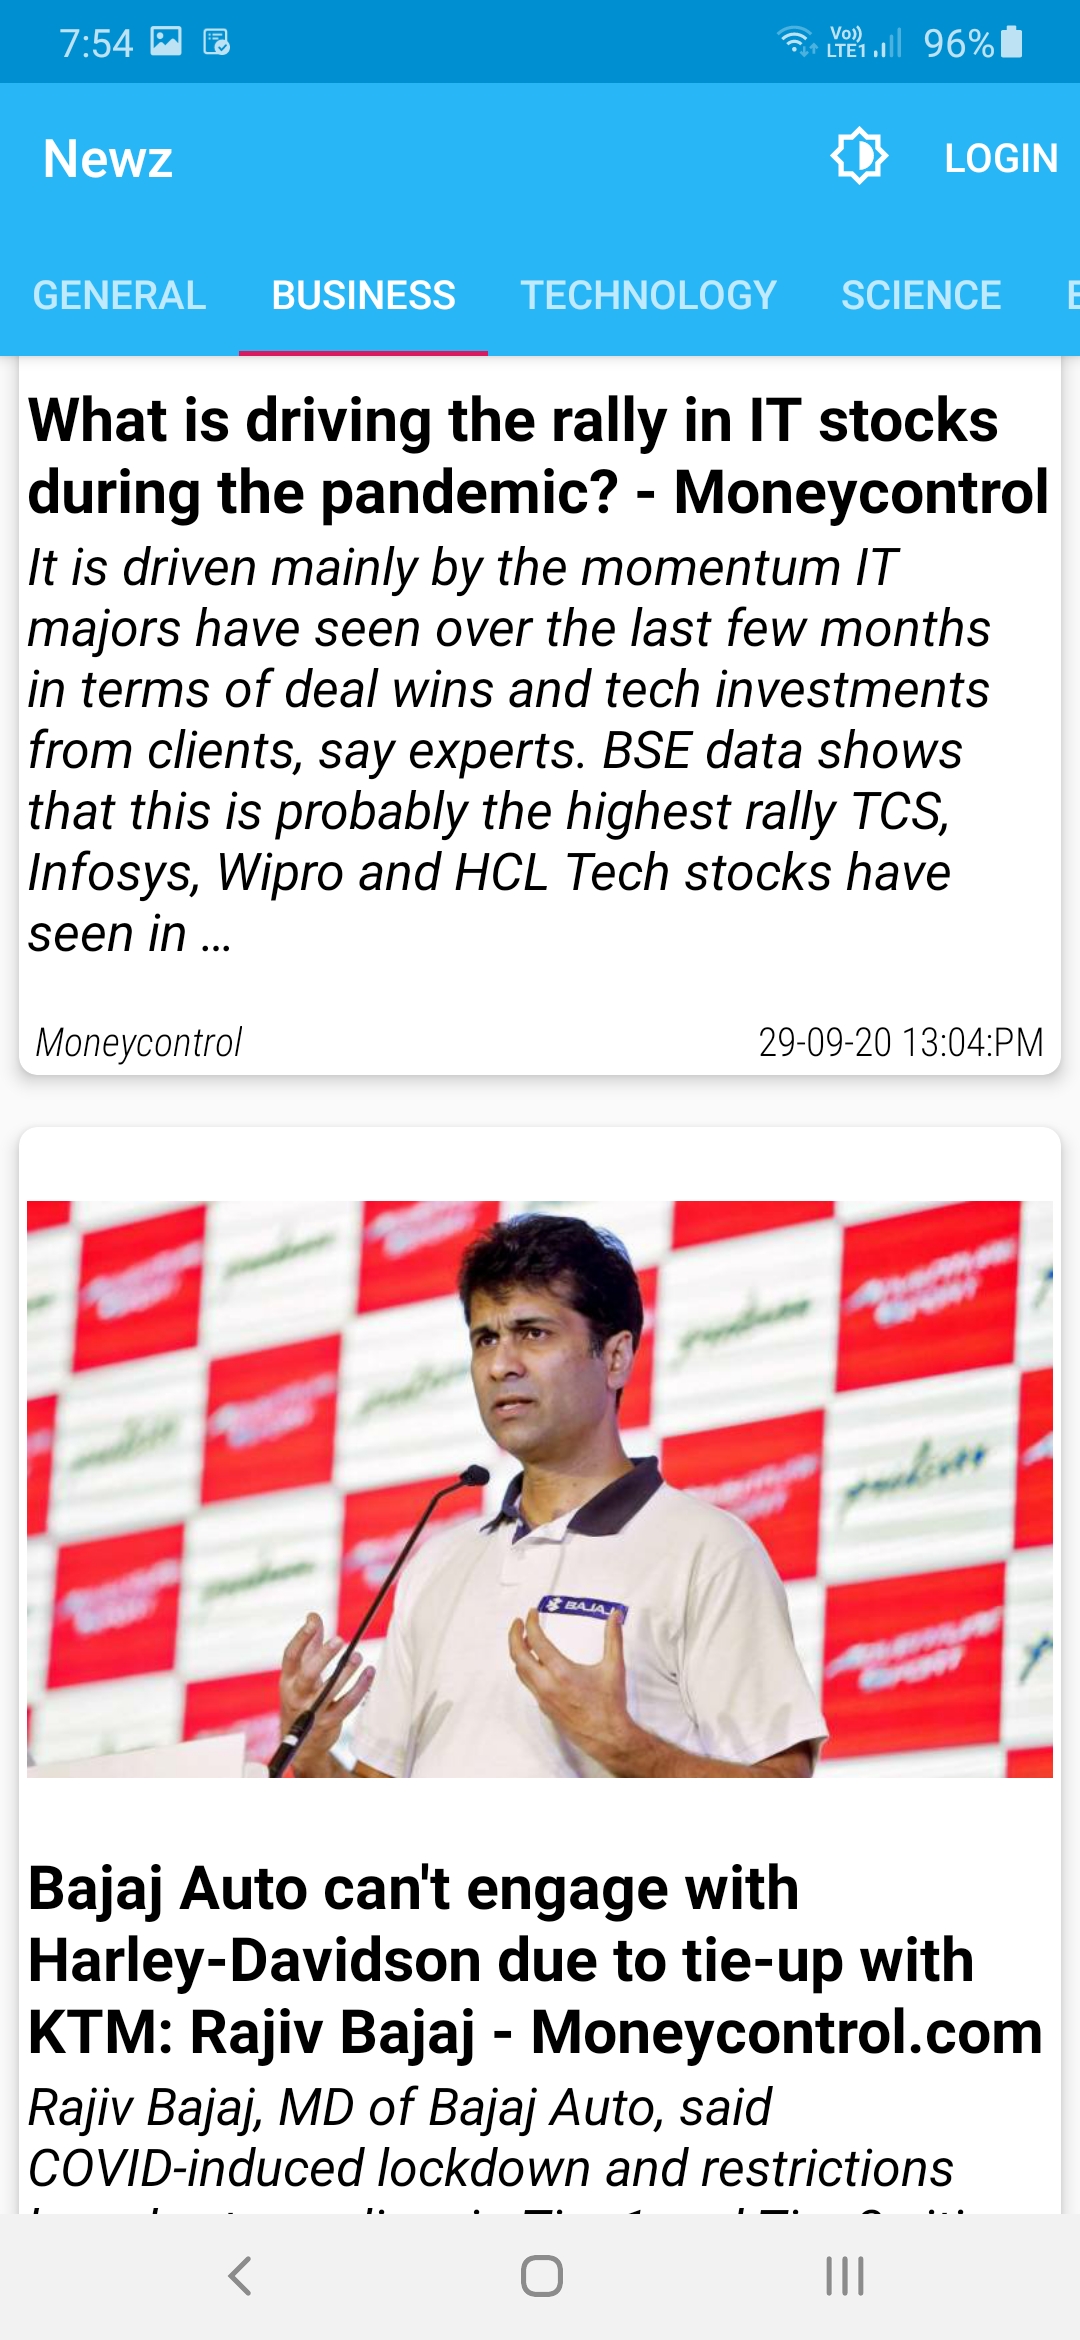 7:54
Vo))
LTE1
96%
Newz
LOGIN
GENERAL BUSINESS TECHNOLOGY SCIENCE
What is driving the rally in IT stocks
during the pandemic? - Moneycontrol
It is driven mainly by the momentum IT
majors have seen over the last few months
in terms of deal wins and tech investments
from clients, say experts. BSE data shows
that this is probably the highest rally TCS,
Infosys, Wipro and HCL Tech stocks have
seen in …
Moneycontrol
29-09-20 13:04:PM
BAJAJ
Bajaj Auto can't engage with
Harley-Davidson due to tie-up with
KTM: Rajiv Bajaj - Moneycontrol.com
Rajiv Bajaj, MD of Bajaj Auto, said
COVID-induced lockdown and restrictions